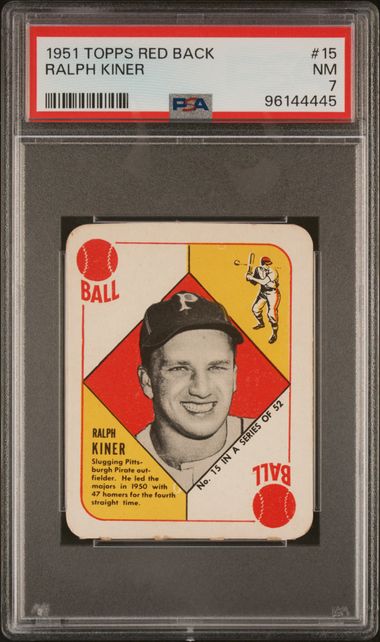 1951 TOPPS RED BACK #15
RALPH KINER NM
7
PSA 96144445
BALL
P
RALPH
KINER
Slugging Pitts-
burgh Pirate out-
fielder. He led the
majors in 1950 with
47 homers for the fourth
straight time.
No. 15 IN A SERIES OF 52
BALL